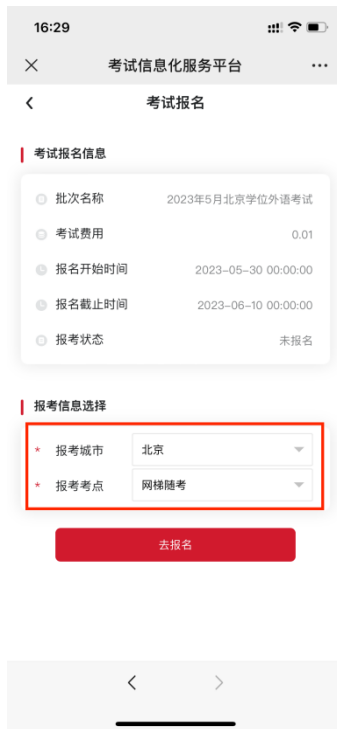 16:29
考试信息化服务平台
考试报名
考试报名信息
批次名称 2023年5月北京学位外语考试
考试费用 0.01
报名开始时间 2023-05-30 00:00:00
报名截止时间 2023-06-10 00:00:00
报考状态 未报名
报考信息选择
* 报考城市 北京
* 报考考点 网梯随考
去报名